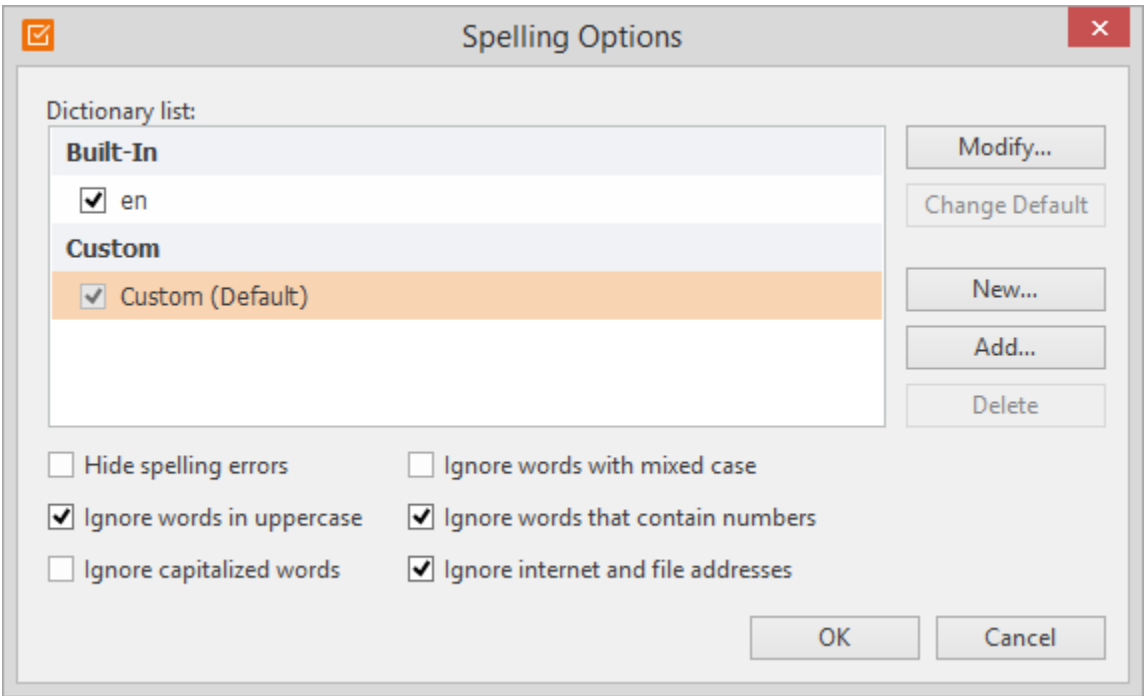 Spelling Options
Dictionary list:
Built-In
en
Custom
Custom (Default)
Modify...
Change Default
New...
Add...
Delete
Hide spelling errors
Ignore words with mixed case
Ignore words in uppercase
Ignore words that contain numbers
Ignore capitalized words
Ignore internet and file addresses
OK
Cancel